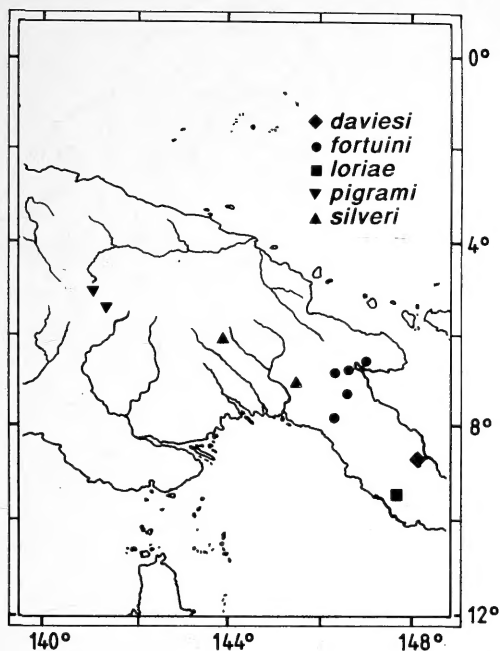 0°
◆ daviesi
● fortuini
■ loriae
▼ pigrami
▲ silveri
4°
8°
12°
140° 144° 148°